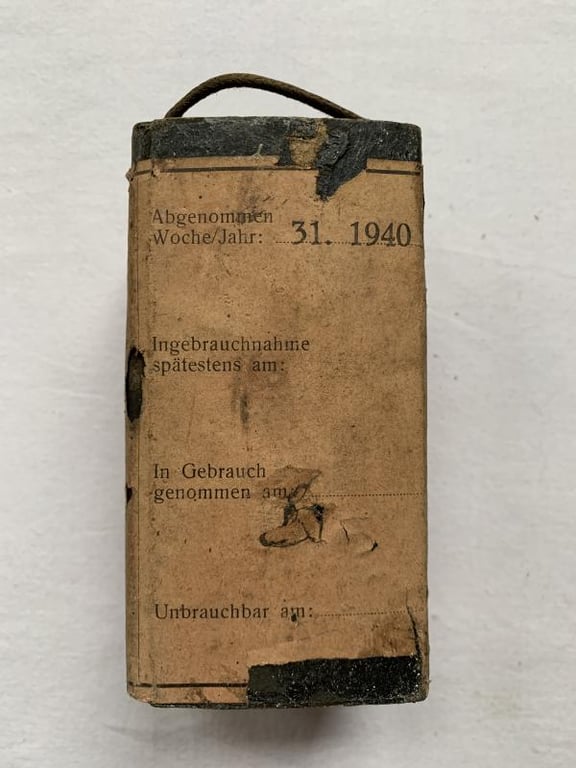 Abgenommen
Woche/Jahr: 31. 1940
Ingebrauchnahme
spätestens am:
In Gebrauch
genommen am
Unbrauchbar am: